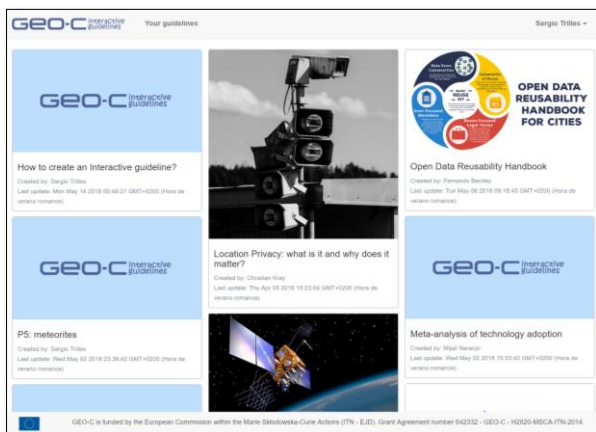 GEO-C interactive guidelines
Your guidelines
Sergio Trilles
GEO-C interactive guidelines
How to create an Interactive guideline?
Created by: Sergio Trilles
Last update: Mon May 14 2018 00:48:21 GMT+0200 (Hora de
verano romance)
GEO-C interactive guidelines
P5: meteorites
Created by: Sergio Trilles
Last update: Wed May 02 2018 23:36:42 GMT+0200 (Hora de
verano romance)
Location Privacy: what is it and why does it
matter?
Created by: Christian Kray
Last update: Thu Apr 05 2018 15:23:04 GMT+0200 (Hora de
verano romance)
OPEN DATA
REUSABILITY
HANDBOOK
FOR CITIES
Open Data Reusability Handbook
Created by: Fernando Benitez
Last update: Tue May 08 2018 09:18:45 GMT+0200 (Hora de
verano romance)
GEO-C interactive guidelines
Meta-analysis of technology adoption
Created by: Mijail Naranjo
Last update: Wed May 02 2018 15:53:42 GMT+0200 (Hora de
verano romance)
GEO-C is funded by the European Commission within the Marie Skłodowska-Curie Actions (ITN - EJD). Grant Agreement number 642332 - GEO-C - H2020-MSCA-ITN-2014.